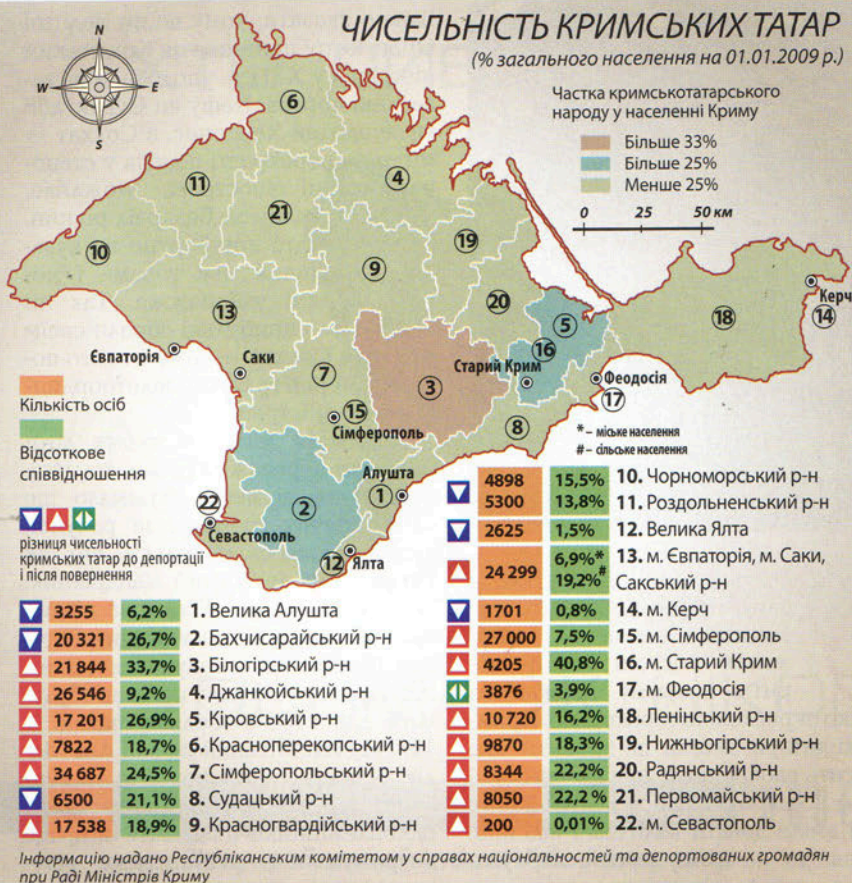 ЧИСЕЛЬНІСТЬ КРИМСЬКИХ ТАТАР
(% загального населення на 01.01.2009 р.)
N
W E
S
Частка кримськотатарського
народу у населенні Криму
Більше 33%
Більше 25%
Менше 25%
0 25 50 км
6
11
4
21
10
19
9
13
20
18
5
Керч
14
16
Євпаторія
Саки
7
3
Старий Крим
Феодосія
17
15
Сімферополь
8
* – міське населення
# – сільське населення
Кількість осіб
Відсоткове
співвідношення
Алушта
1
2
22
Севастополь
12
Ялта
різниця чисельності
кримських татар до депортації
і після повернення
3255 6,2% 1. Велика Алушта
20 321 26,7% 2. Бахчисарайський р-н
21 844 33,7% 3. Білогірський р-н
26 546 9,2% 4. Джанкойський р-н
17 201 26,9% 5. Кіровський р-н
7822 18,7% 6. Красноперекопський р-н
34 687 24,5% 7. Сімферопольський р-н
6500 21,1% 8. Судацький р-н
17 538 18,9% 9. Красногвардійський р-н
4898 15,5% 10. Чорноморський р-н
5300 13,8% 11. Роздольненський р-н
2625 1,5% 12. Велика Ялта
24 299 6,9%* 13. м. Євпаторія, м. Саки,
19,2%# Сакський р-н
1701 0,8% 14. м. Керч
27 000 7,5% 15. м. Сімферополь
4205 40,8% 16. м. Старий Крим
3876 3,9% 17. м. Феодосія
10 720 16,2% 18. Ленінський р-н
9870 18,3% 19. Нижньогірський р-н
8344 22,2% 20. Радянський р-н
8050 22,2 % 21. Первомайський р-н
200 0,01% 22. м. Севастополь
Інформацію надано Республіканським комітетом у справах національностей та депортованих громадян
при Раді Міністрів Криму